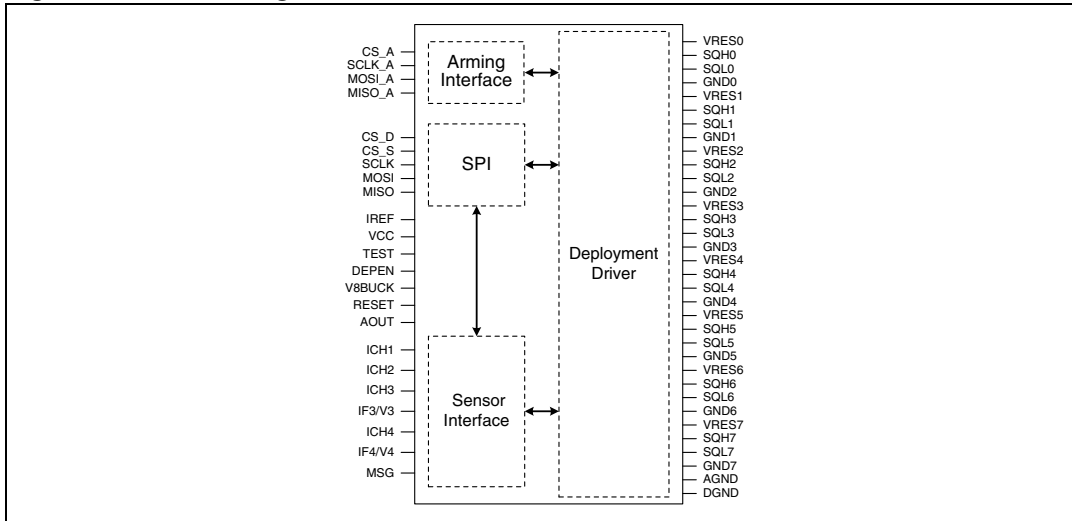 CS_A
SCLK_A
MOSI_A
MISO_A
CS_D
CS_S
SCLK
MOSI
MISO
IREF
VCC
TEST
DEPEN
V8BUCK
RESET
AOUT
ICH1
ICH2
ICH3
IF3/V3
ICH4
IF4/V4
MSG
Arming
Interface
SPI
Sensor
Interface
Deployment
Driver
VRES0
SQH0
SQL0
GND0
VRES1
SQH1
SQL1
GND1
VRES2
SQH2
SQL2
GND2
VRES3
SQH3
SQL3
GND3
VRES4
SQH4
SQL4
GND4
VRES5
SQH5
SQL5
GND5
VRES6
SQH6
SQL6
GND6
VRES7
SQH7
SQL7
GND7
AGND
DGND